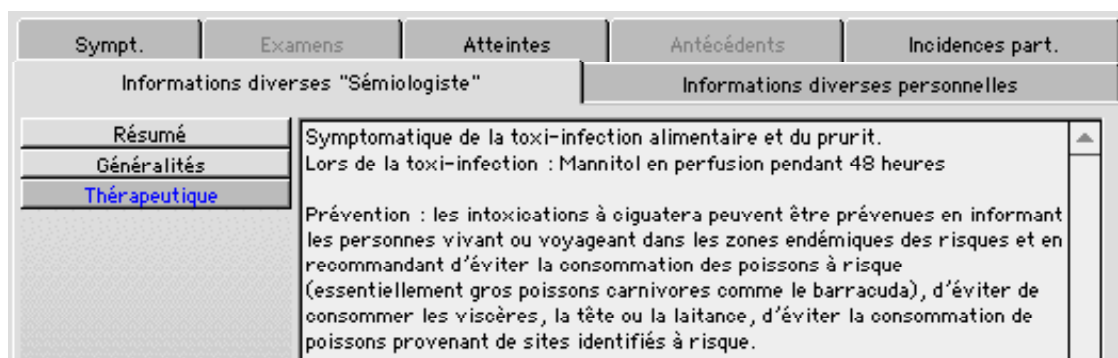 Sympt. Examens Atteintes Antécédents Incidences part.
Informations diverses "Sémiologiste" Informations diverses personnelles
Résumé
Généralités
Thérapeutique
Symptomatique de la toxi-infection alimentaire et du prurit.
Lors de la toxi-infection : Mannitol en perfusion pendant 48 heures
Prévention : les intoxications à ciguatera peuvent être prévenues en informant
les personnes vivant ou voyageant dans les zones endémiques des risques et en
recommandant d'éviter la consommation des poissons à risque
(essentiellement gros poissons carnivores comme le barracuda), d'éviter de
consommer les viscères, la tête ou la laitance, d'éviter la consommation de
poissons provenant de sites identifiés à risque.